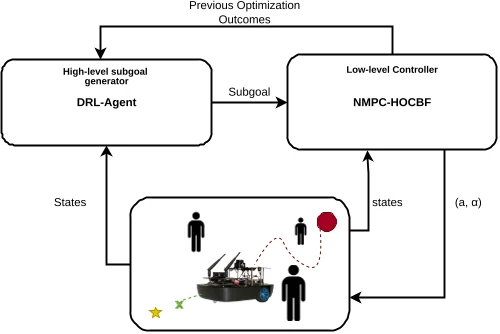 Previous Optimization
Outcomes
High-level subgoal
generator
DRL-Agent
Subgoal
Low-level Controller
NMPC-HOCBF
States
states
(a, α)